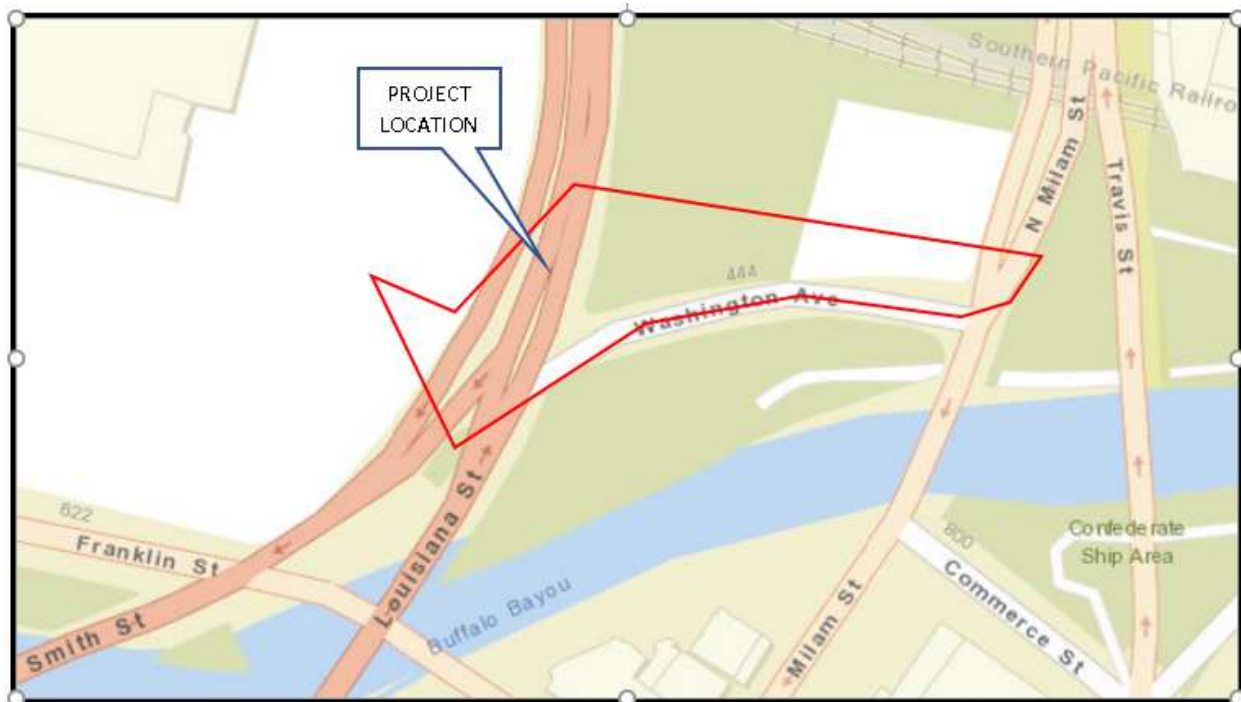 Southern Pacific Railro
PROJECT
LOCATION
N Milam St
Travis St
444
Washington Ave
622
Franklin St
Louisiana St
800
Confederate
Ship Area
Commerce St
Buffalo Bayou
Smith St
Milam St